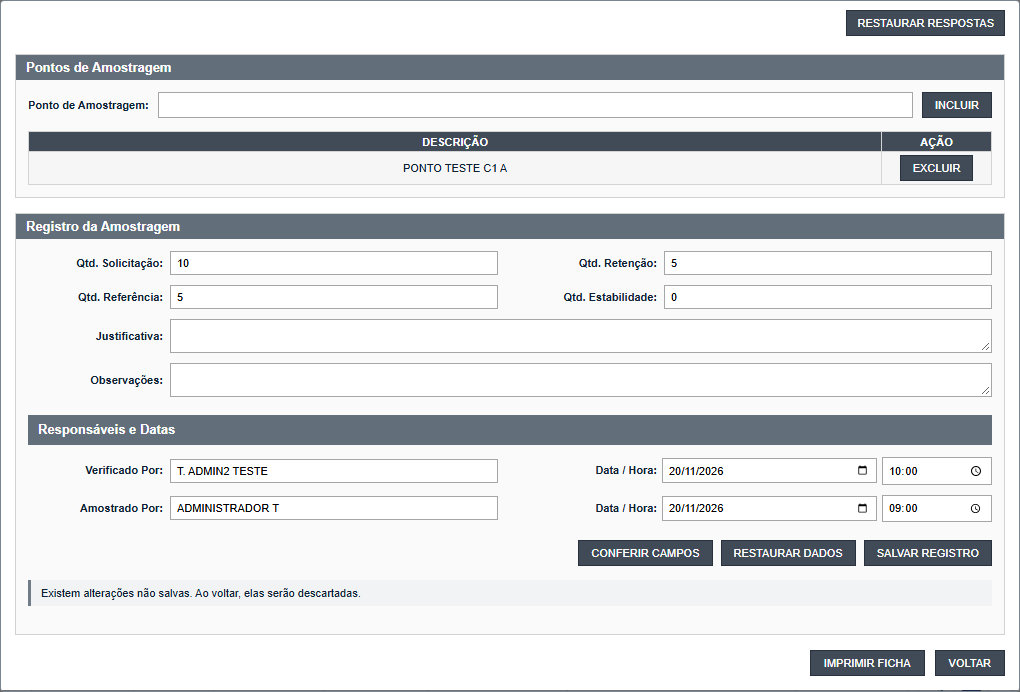 RESTAURAR RESPOSTAS
Pontos de Amostragem
Ponto de Amostragem: INCLUIR
DESCRIÇÃO AÇÃO
PONTO TESTE C1 A EXCLUIR
Registro da Amostragem
Qtd. Solicitação: 10 Qtd. Retenção: 5
Qtd. Referência: 5 Qtd. Estabilidade: 0
Justificativa:
Observações:
Responsáveis e Datas
Verificado Por: T. ADMIN2 TESTE Data / Hora: 20/11/2026 10:00
Amostrado Por: ADMINISTRADOR T Data / Hora: 20/11/2026 09:00
CONFERIR CAMPOS RESTAURAR DADOS SALVAR REGISTRO
Existem alterações não salvas. Ao voltar, elas serão descartadas.
IMPRIMIR FICHA VOLTAR